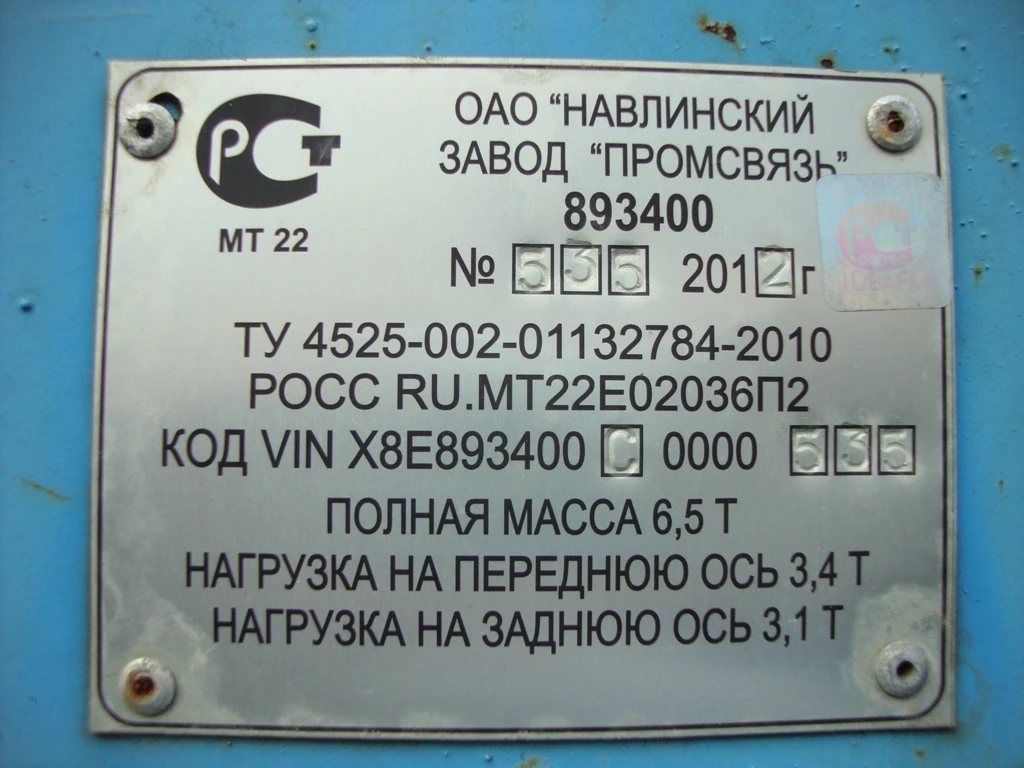 РСТ
МТ 22
ОАО “НАВЛИНСКИЙ
ЗАВОД “ПРОМСВЯЗЬ”
893400
№ 535 2012г
РСТ
ТУ 4525-002-01132784-2010
РОСС RU.МТ22Е02036П2
КОД VIN X8E893400 C 0000 535
ПОЛНАЯ МАССА 6,5 Т
НАГРУЗКА НА ПЕРЕДНЮЮ ОСЬ 3,4 Т
НАГРУЗКА НА ЗАДНЮЮ ОСЬ 3,1 Т